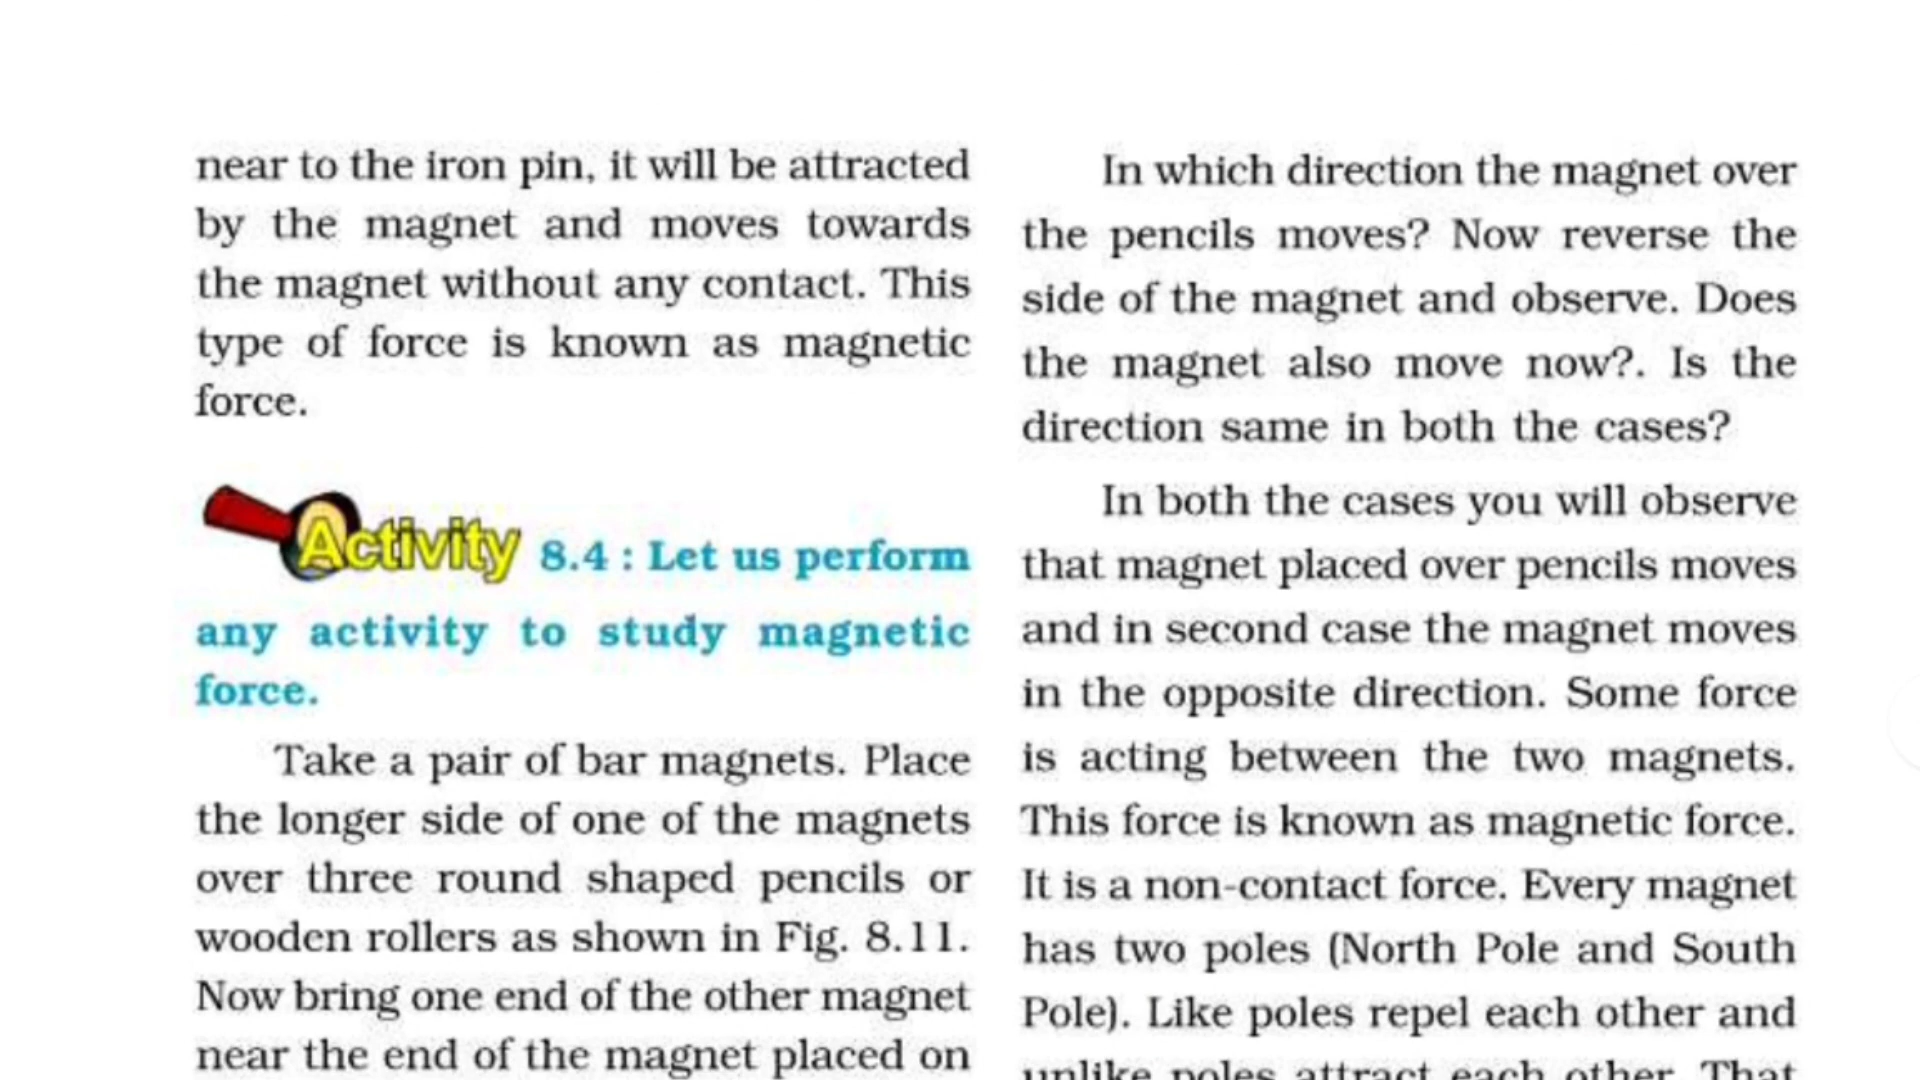 near to the iron pin, it will be attracted
by the magnet and moves towards
the magnet without any contact. This
type of force is known as magnetic
force.
Activity 8.4 : Let us perform
any activity to study magnetic
force.
Take a pair of bar magnets. Place
the longer side of one of the magnets
over three round shaped pencils or
wooden rollers as shown in Fig. 8.11.
Now bring one end of the other magnet
near the end of the magnet placed on
In which direction the magnet over
the pencils moves? Now reverse the
side of the magnet and observe. Does
the magnet also move now?. Is the
direction same in both the cases?
In both the cases you will observe
that magnet placed over pencils moves
and in second case the magnet moves
in the opposite direction. Some force
is acting between the two magnets.
This force is known as magnetic force.
It is a non-contact force. Every magnet
has two poles (North Pole and South
Pole). Like poles repel each other and
unlike poles attract each other. That